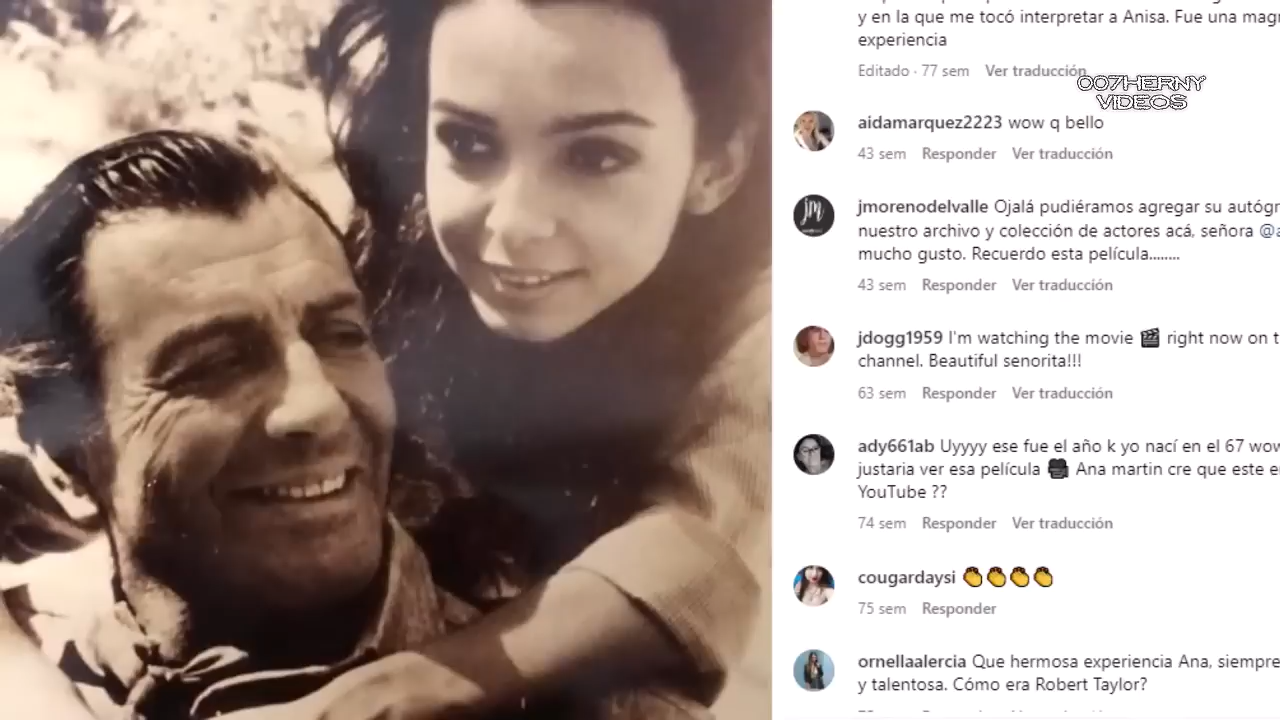 y en la que me tocó interpretar a Anisa. Fue una
experiencia
Editado · 77 sem Ver traducción
007HERNY
VIDEOS
aidamarquez2223 wow q bello
43 sem Responder Ver traducción
jm
jmorenodelvalle Ojalá pudiéramos agregar su
nuestro archivo y colección de actores acá, señora
mucho gusto. Recuerdo esta película........
43 sem Responder Ver traducción
jdogg1959 I'm watching the movie 🎬 right now on
channel. Beautiful senorita!!!
63 sem Responder Ver traducción
ady661ab Uyyyy ese fue el año k yo nací en el 67 wow
justaria ver esa película 🎥 Ana martin cre que este
YouTube ??
74 sem Responder Ver traducción
cougardaysi 👏👏👏👏
75 sem Responder
ornellaalercia Que hermosa experiencia Ana, siempre
y talentosa. Cómo era Robert Taylor?